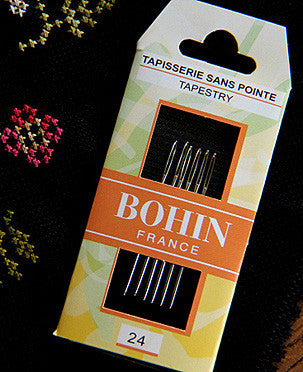 TAPISSERIE SANS POINTE
TAPESTRY
BOHIN
FRANCE
24